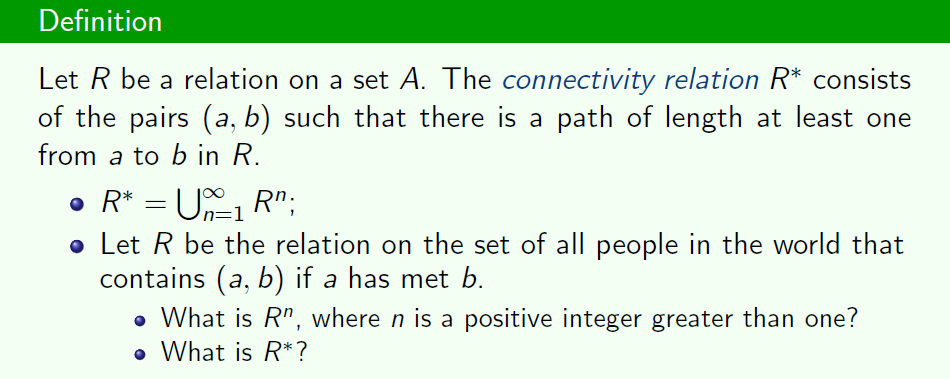 Definition
Let R be a relation on a set A. The connectivity relation R* consists
of the pairs (a, b) such that there is a path of length at least one
from a to b in R.
R* = ⋃∞n=1 Rⁿ;
Let R be the relation on the set of all people in the world that
contains (a, b) if a has met b.
What is Rⁿ, where n is a positive integer greater than one?
What is R*?